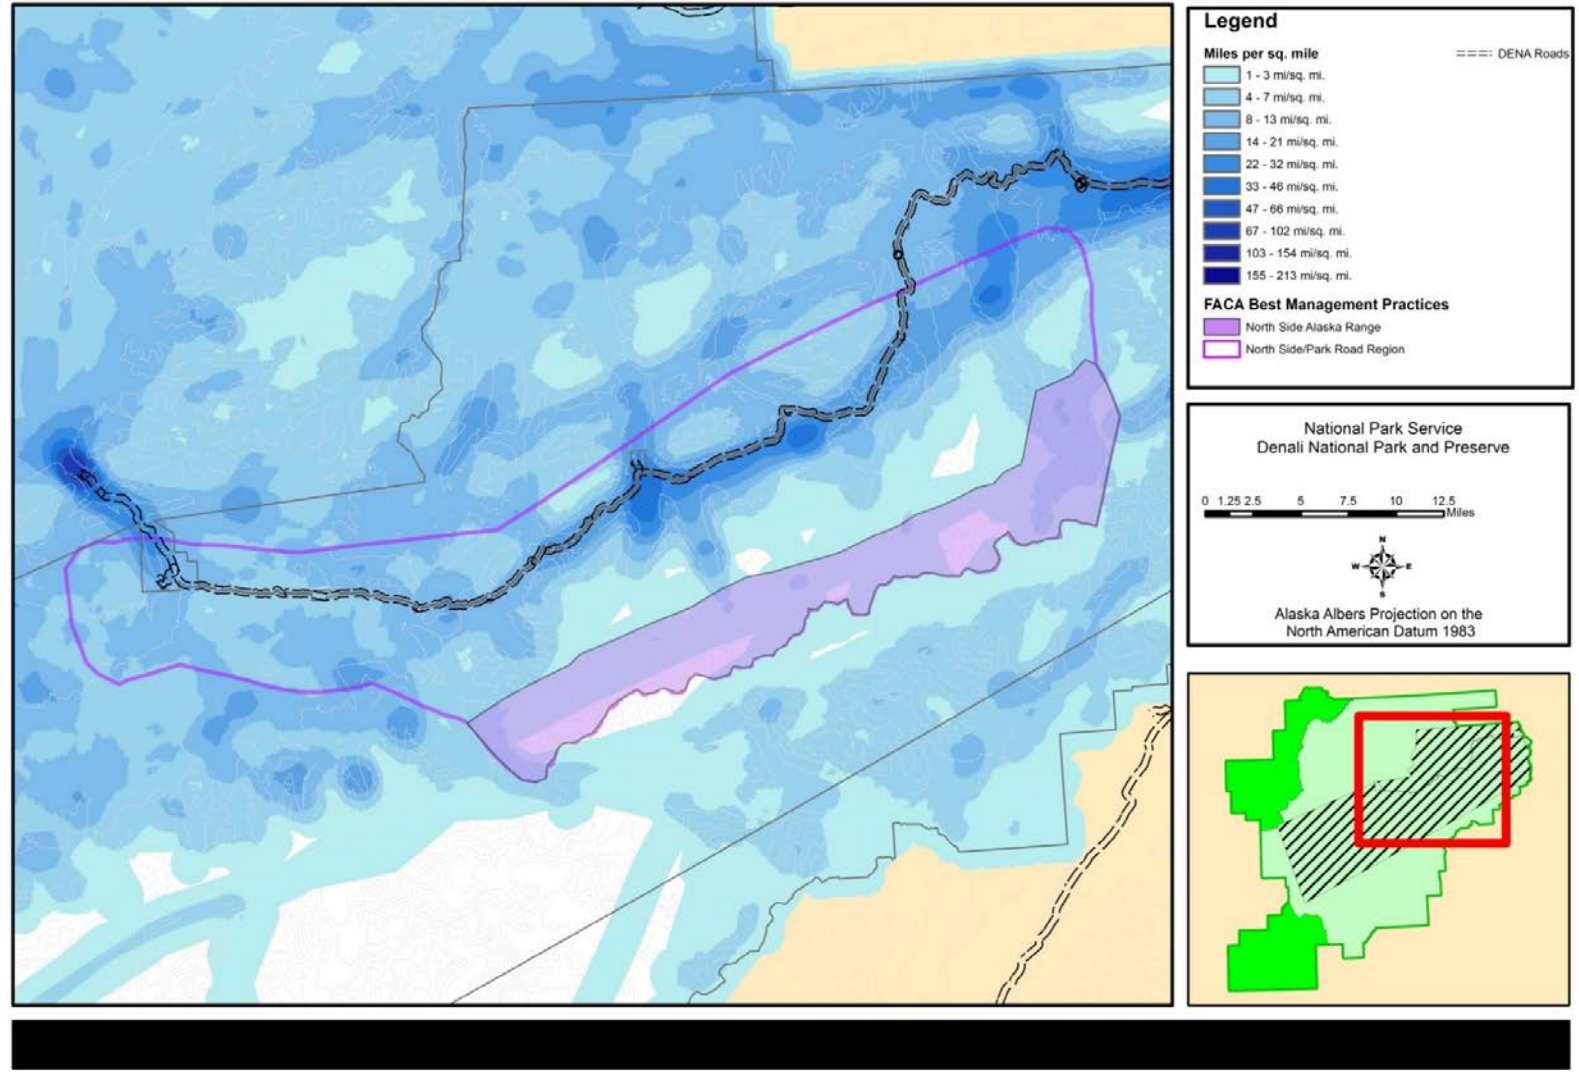 Legend
Miles per sq. mile
DENA Roads
1 - 3 mi/sq. mi.
4 - 7 mi/sq. mi.
8 - 13 mi/sq. mi.
14 - 21 mi/sq. mi.
22 - 32 mi/sq. mi.
33 - 46 mi/sq. mi.
47 - 66 mi/sq. mi.
67 - 102 mi/sq. mi.
103 - 154 mi/sq. mi.
155 - 213 mi/sq. mi.
FACA Best Management Practices
North Side Alaska Range
North Side/Park Road Region
National Park Service
Denali National Park and Preserve
0 1.25 2.5 5 7.5 10 12.5
Miles
N
W E
S
Alaska Albers Projection on the
North American Datum 1983